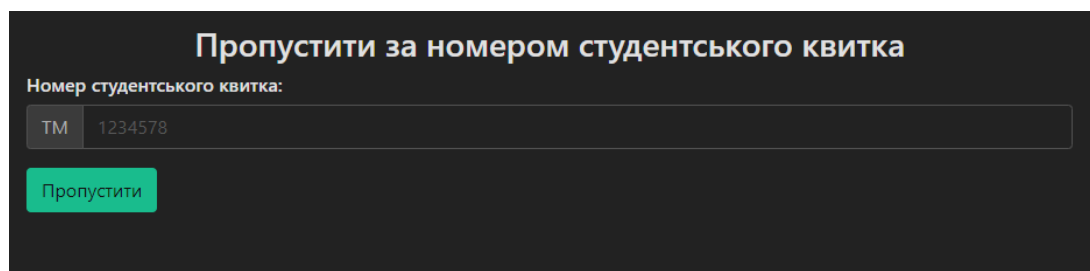 Пропустити за номером студентського квитка
Номер студентського квитка:
ТМ 1234578
Пропустити